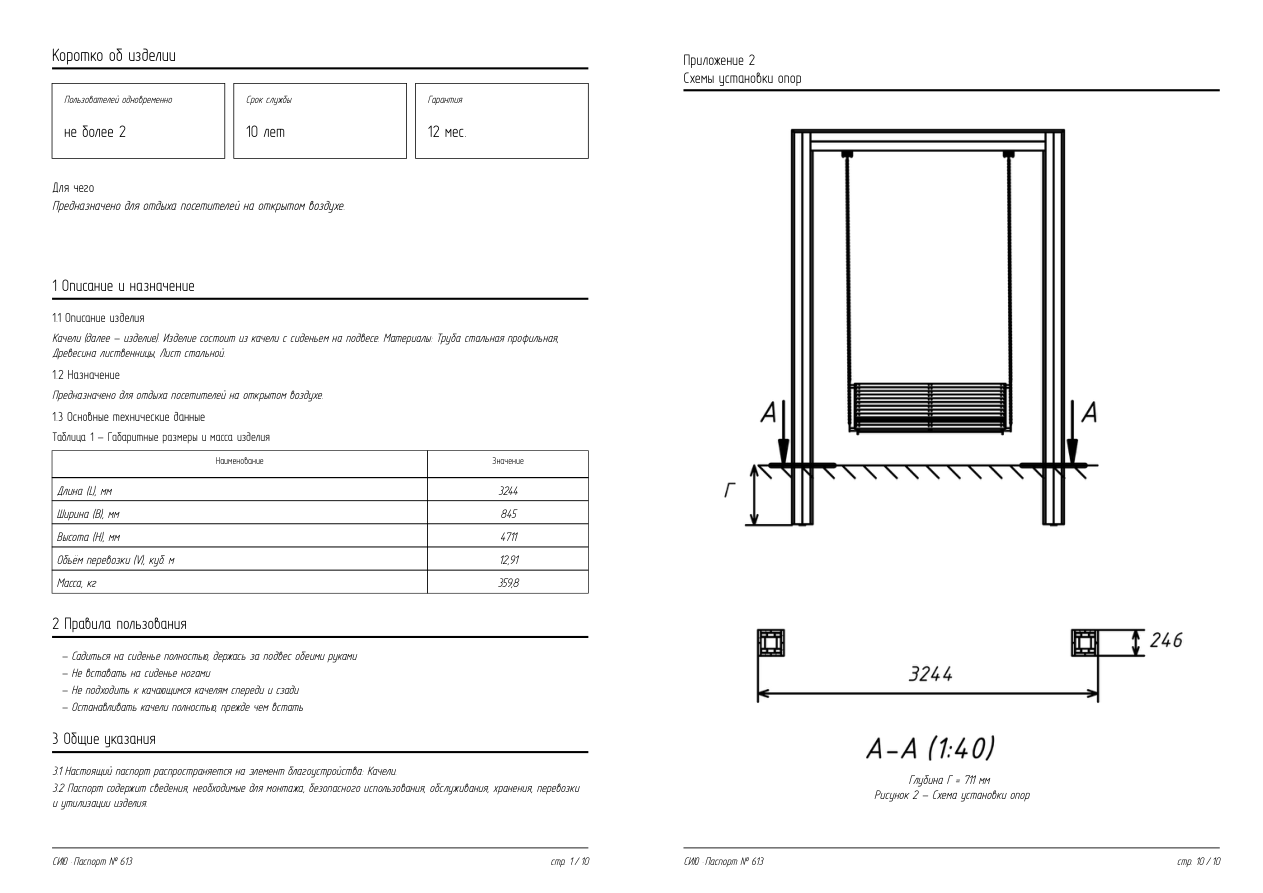 Коротко об изделии
Пользователей одновременно
не более 2
Срок службы
10 лет
Гарантия
12 мес.
Для чего
Предназначено для отдыха посетителей на открытом воздухе.
1 Описание и назначение
1.1 Описание изделия
Качели (далее – изделие). Изделие состоит из качели с сиденьем на подвесе. Материалы: Труба стальная профильная,
Древесина лиственницы, Лист стальной.
1.2 Назначение
Предназначено для отдыха посетителей на открытом воздухе.
1.3 Основные технические данные
Таблица 1 – Габаритные размеры и масса изделия
Наименование Значение
Длина (L), мм 3244
Ширина (B), мм 845
Высота (H), мм 4711
Объём перевозки (V), куб. м 12,91
Масса, кг 359,8
2 Правила пользования
– Садиться на сиденье полностью, держась за подвес обеими руками
– Не вставать на сиденье ногами
– Не подходить к качающимся качелям спереди и сзади
– Останавливать качели полностью, прежде чем встать
3 Общие указания
3.1 Настоящий паспорт распространяется на элемент благоустройства: Качели.
3.2 Паспорт содержит сведения, необходимые для монтажа, безопасного использования, обслуживания, хранения, перевозки
и утилизации изделия.
СИЮ · Паспорт № 613
стр. 1 / 10
Приложение 2
Схемы установки опор
А
А
Г
246
3244
А-А (1:40)
Глубина Г = 711 мм
Рисунок 2 – Схема установки опор
СИЮ · Паспорт № 613
стр. 10 / 10